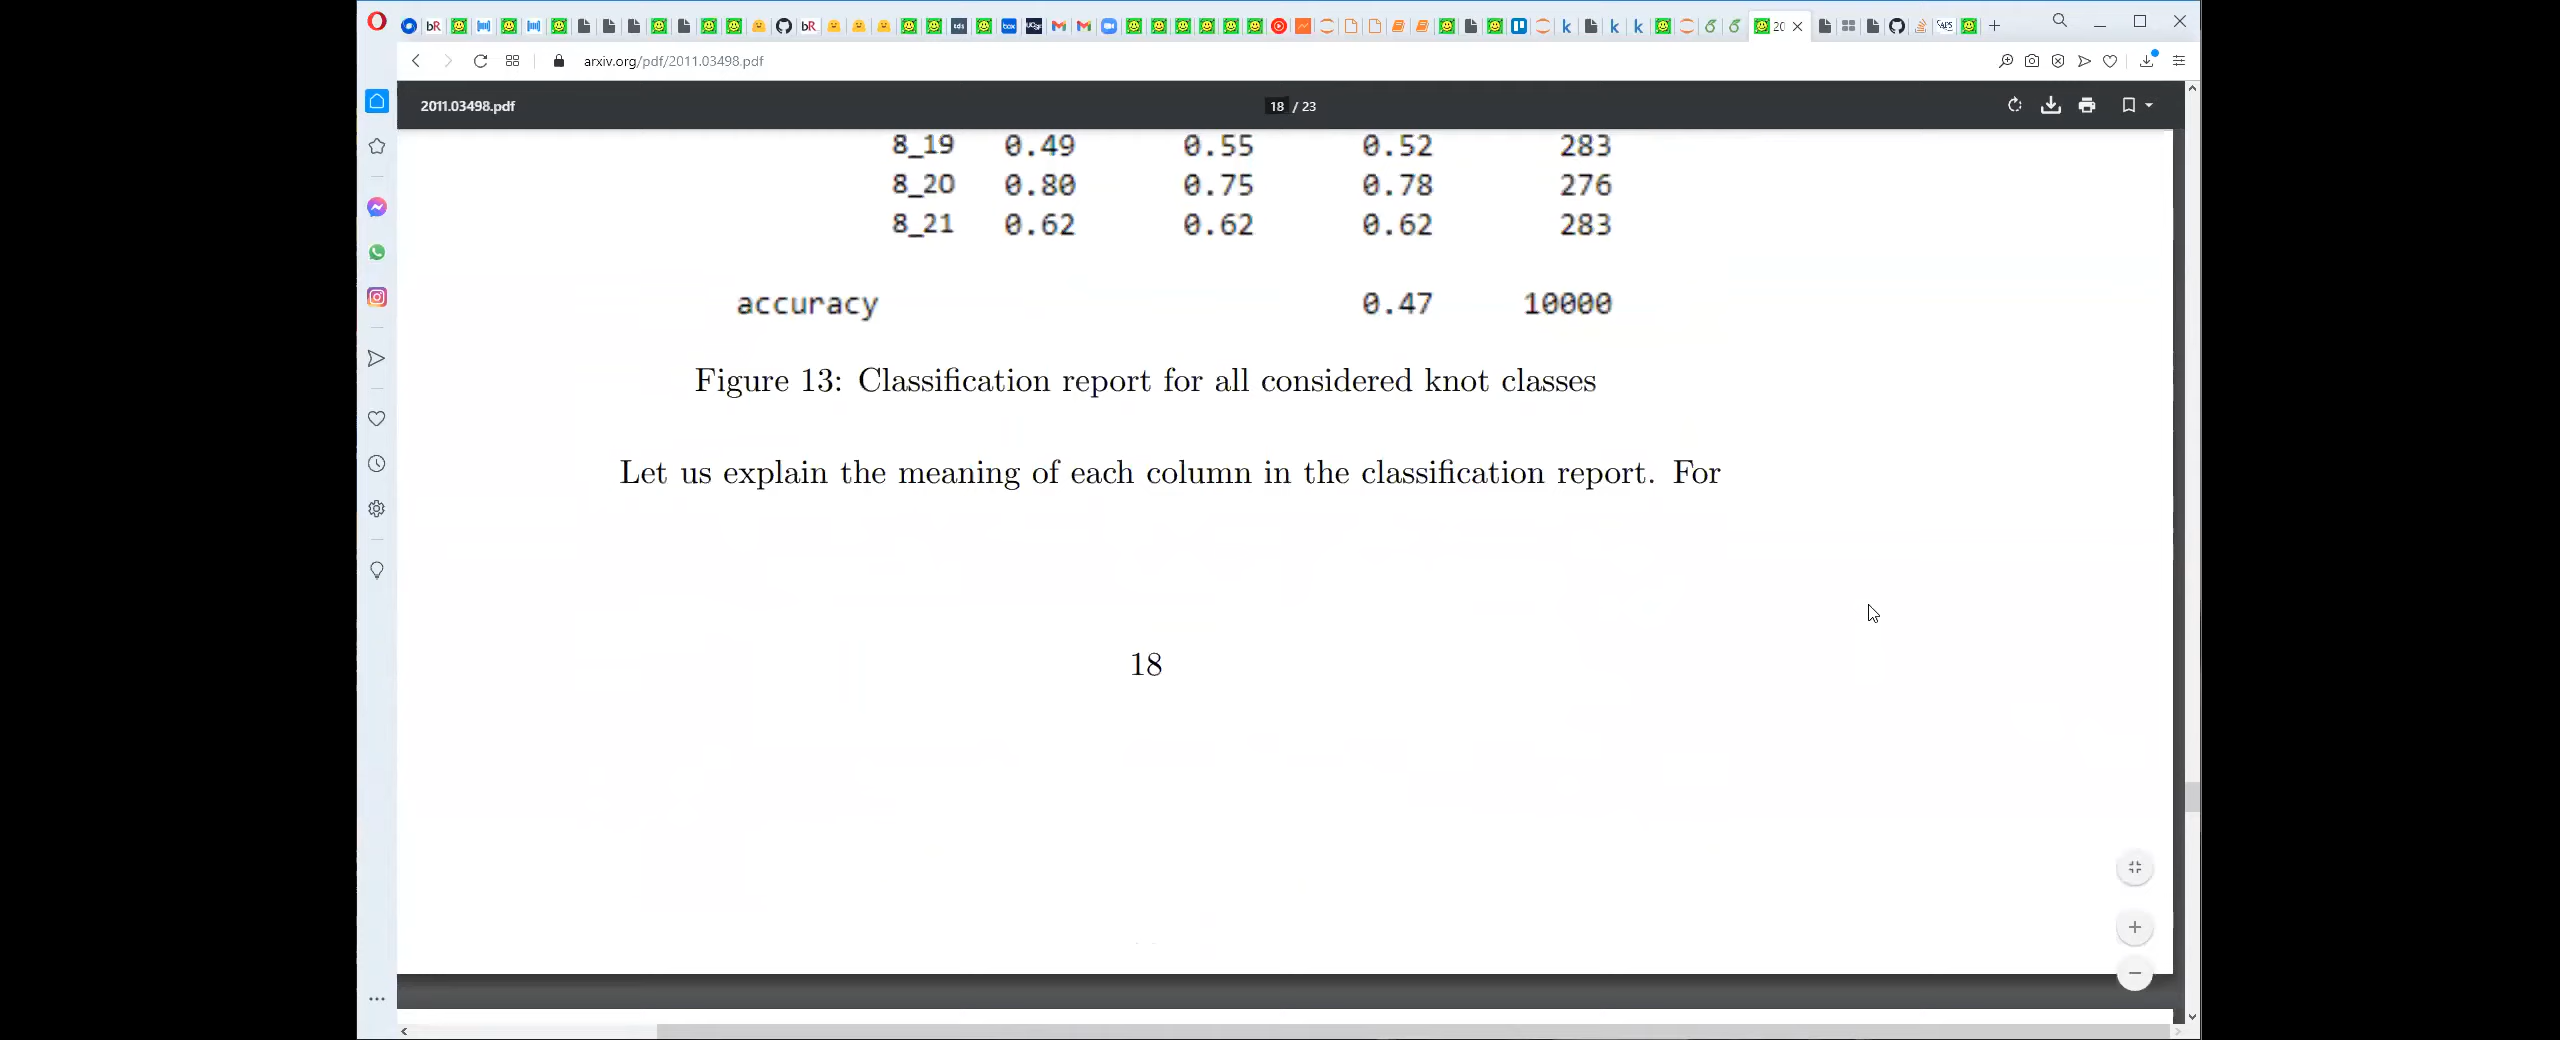 20
arxiv.org/pdf/2011.03498.pdf
2011.03498.pdf
18 / 23
8_19 0.49 0.55 0.52 283
8_20 0.80 0.75 0.78 276
8_21 0.62 0.62 0.62 283
accuracy 0.47 10000
Figure 13: Classification report for all considered knot classes
Let us explain the meaning of each column in the classification report. For
18